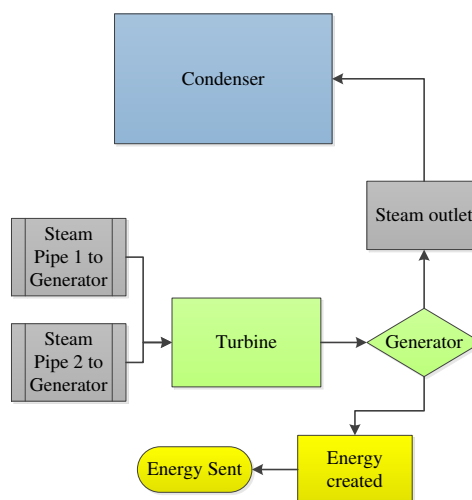 Condenser
Steam outlet
Steam
Pipe 1 to
Generator
Steam
Pipe 2 to
Generator
Turbine
Generator
Energy Sent
Energy
created